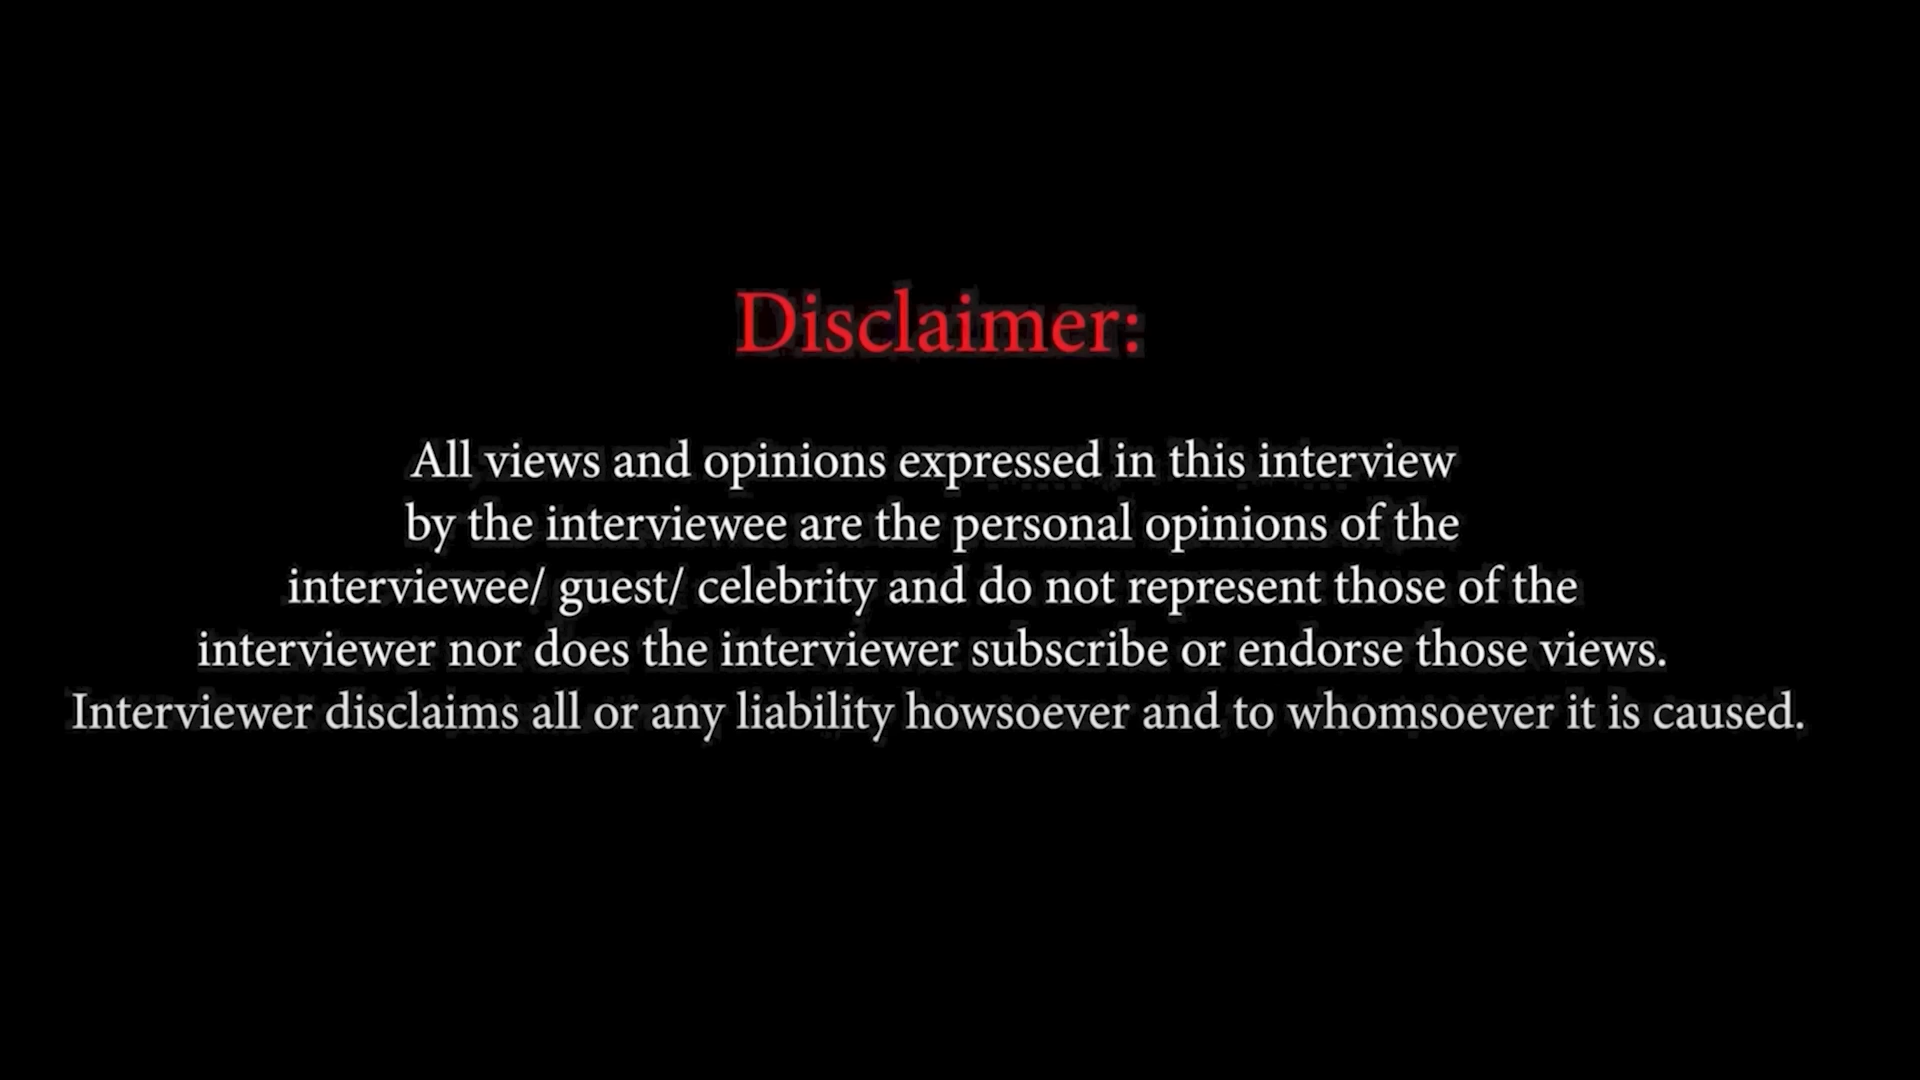 Disclaimer:
All views and opinions expressed in this interview
by the interviewee are the personal opinions of the
interviewee/ guest/ celebrity and do not represent those of the
interviewer nor does the interviewer subscribe or endorse those views.
Interviewer disclaims all or any liability howsoever and to whomsoever it is caused.